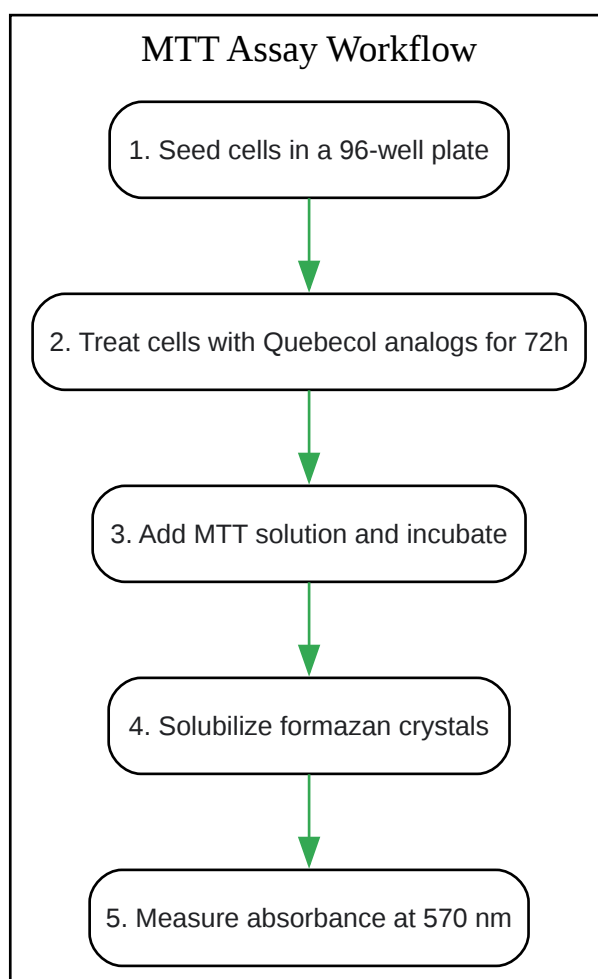 MTT Assay Workflow
1. Seed cells in a 96-well plate
2. Treat cells with Quebecol analogs for 72h
3. Add MTT solution and incubate
4. Solubilize formazan crystals
5. Measure absorbance at 570 nm